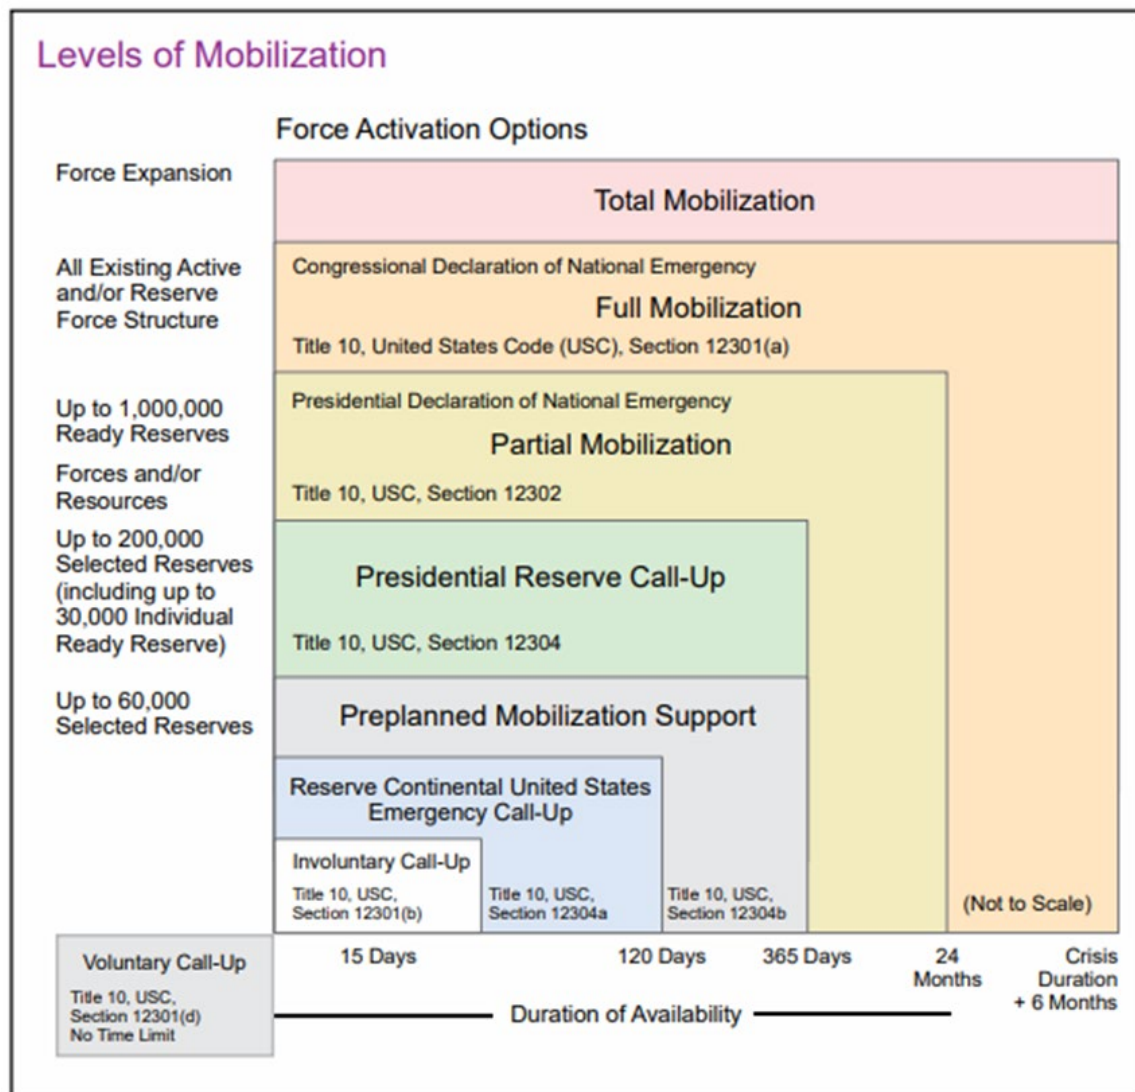 Levels of Mobilization
Force Activation Options
Force Expansion
Total Mobilization
All Existing Active
and/or Reserve
Force Structure
Congressional Declaration of National Emergency
Full Mobilization
Title 10, United States Code (USC), Section 12301(a)
Up to 1,000,000
Ready Reserves
Forces and/or
Resources
Presidential Declaration of National Emergency
Partial Mobilization
Title 10, USC, Section 12302
Up to 200,000
Selected Reserves
(including up to
30,000 Individual
Ready Reserve)
Presidential Reserve Call-Up
Title 10, USC, Section 12304
Up to 60,000
Selected Reserves
Preplanned Mobilization Support
Reserve Continental United States
Emergency Call-Up
Involuntary Call-Up
Title 10, USC,
Section 12301(b)
Title 10, USC,
Section 12304a
Title 10, USC,
Section 12304b
(Not to Scale)
Voluntary Call-Up
Title 10, USC,
Section 12301(d)
No Time Limit
15 Days
120 Days
365 Days
24
Months
Crisis
Duration
+ 6 Months
Duration of Availability